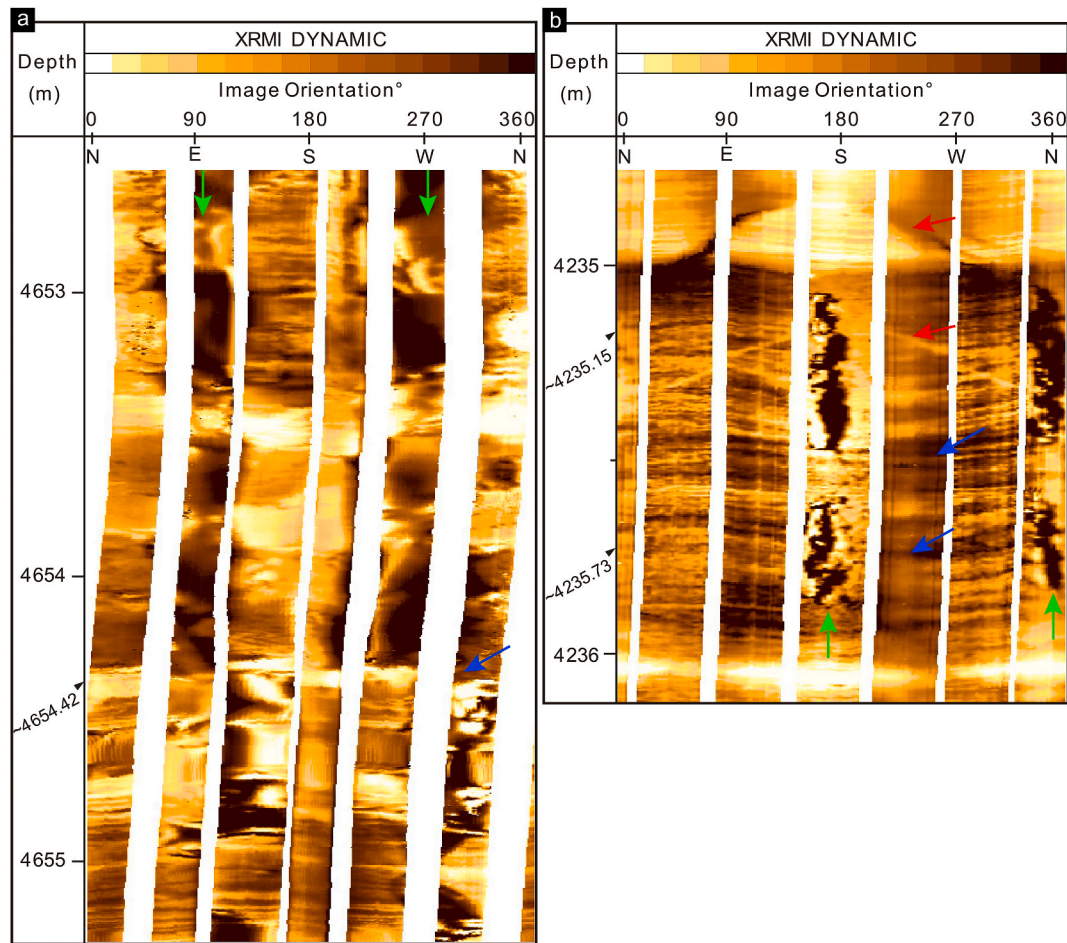 a
XRMI DYNAMIC
Depth
(m)
Image Orientation°
0 90 180 270 360
N E S W N
4653
4654
~4654.42
4655
b
XRMI DYNAMIC
Depth
(m)
Image Orientation°
0 90 180 270 360
N E S W N
4235
~4235.15
~4235.73
4236